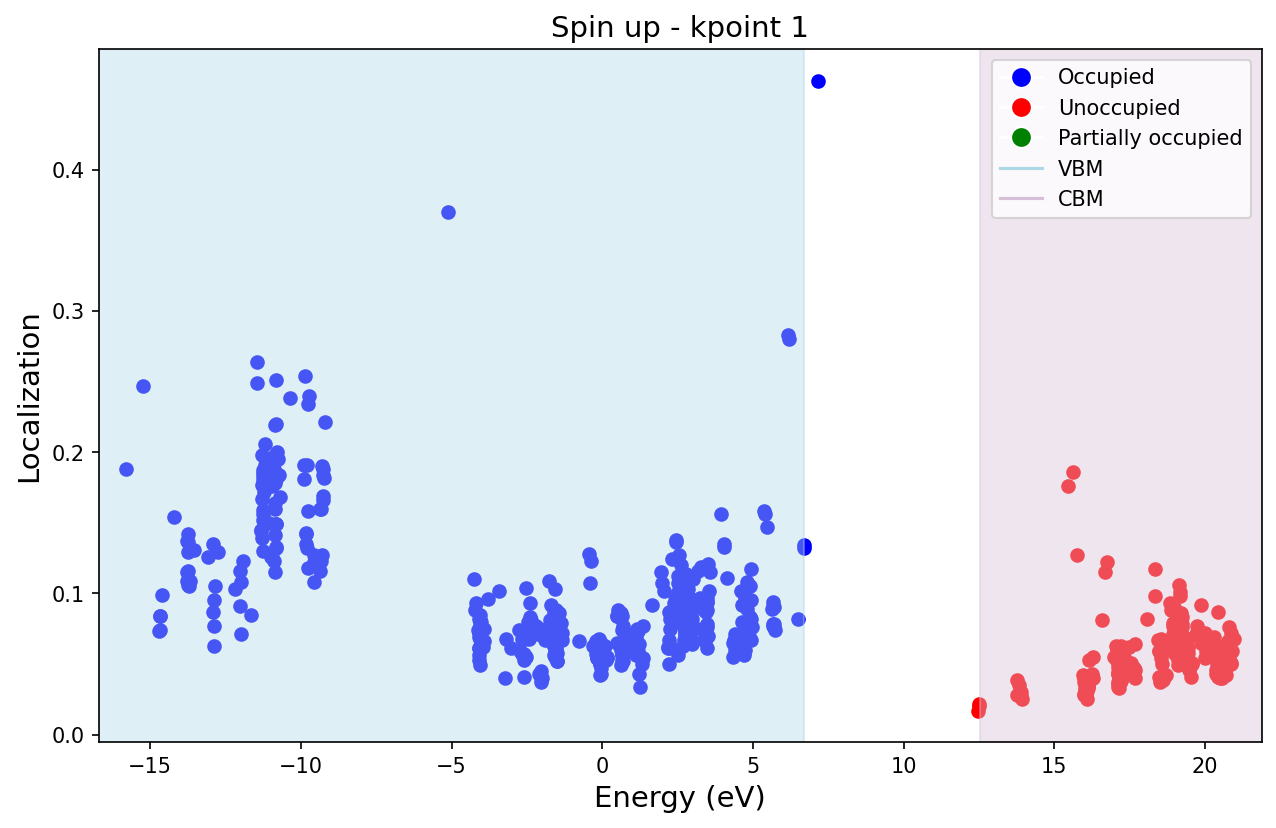 Spin up - kpoint 1
Localization
0.4
0.3
0.2
0.1
0.0
Occupied
Unoccupied
Partially occupied
VBM
CBM
−15
−10
−5
0
5
10
15
20
Energy (eV)